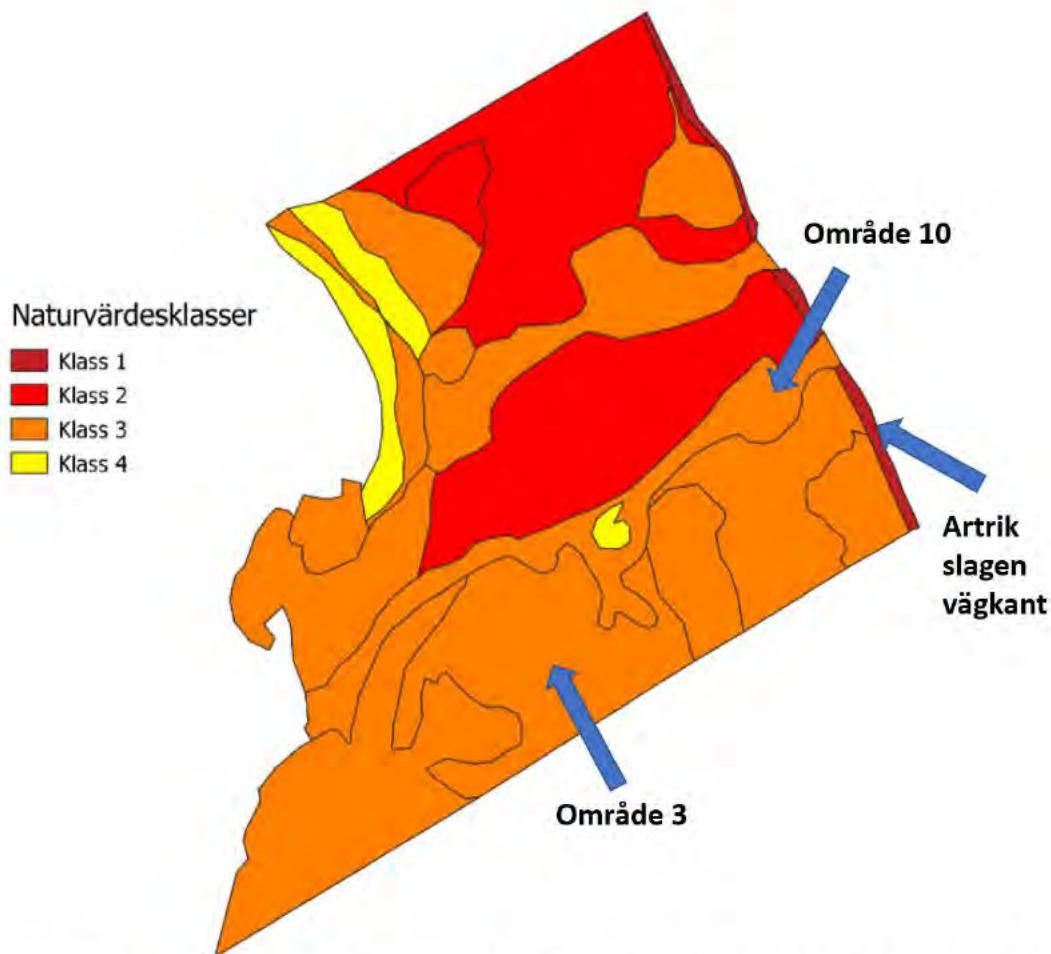 Område 10
Naturvärdesklasser
Klass 1
Klass 2
Klass 3
Klass 4
Artrik
slagen
vägkant
Område 3